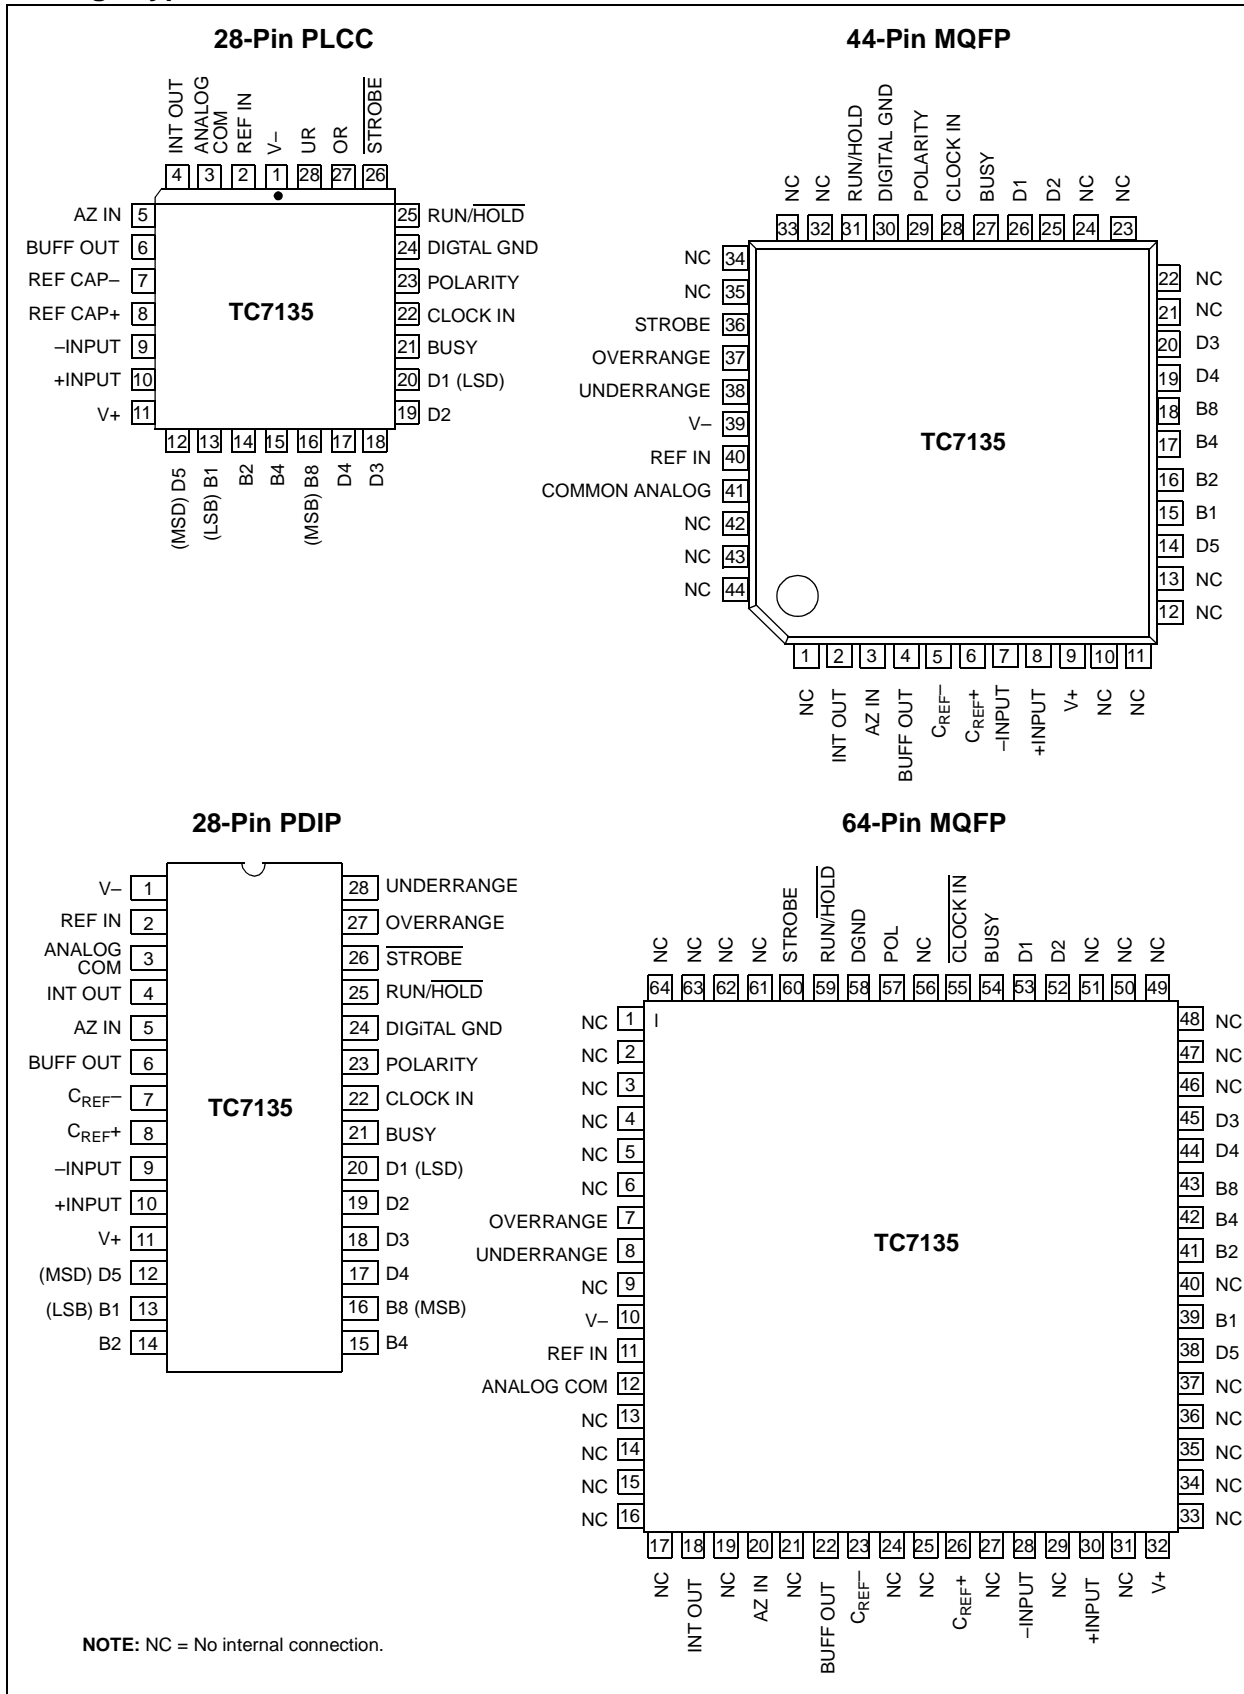 28-Pin PLCC
INT OUT
ANALOG COM
REF IN
V–
UR
OR
STROBE
4 3 2 1 28 27 26
AZ IN 5
BUFF OUT 6
REF CAP– 7
REF CAP+ 8
–INPUT 9
+INPUT 10
V+ 11
TC7135
25 RUN/HOLD
24 DIGTAL GND
23 POLARITY
22 CLOCK IN
21 BUSY
20 D1 (LSD)
19 D2
12 13 14 15 16 17 18
(MSD) D5
(LSB) B1
B2
B4
(MSB) B8
D4
D3
44-Pin MQFP
NC
NC
RUN/HOLD
DIGITAL GND
POLARITY
CLOCK IN
BUSY
D1
D2
NC
NC
33 32 31 30 29 28 27 26 25 24 23
NC 34
NC 35
STROBE 36
OVERRANGE 37
UNDERRANGE 38
V– 39
REF IN 40
COMMON ANALOG 41
NC 42
NC 43
NC 44
TC7135
22 NC
21 NC
20 D3
19 D4
18 B8
17 B4
16 B2
15 B1
14 D5
13 NC
12 NC
1 2 3 4 5 6 7 8 9 10 11
NC
INT OUT
AZ IN
BUFF OUT
CREF–
CREF+
–INPUT
+INPUT
V+
NC
NC
28-Pin PDIP
V– 1
REF IN 2
ANALOG COM 3
INT OUT 4
AZ IN 5
BUFF OUT 6
CREF– 7
CREF+ 8
–INPUT 9
+INPUT 10
V+ 11
(MSD) D5 12
(LSB) B1 13
B2 14
TC7135
28 UNDERRANGE
27 OVERRANGE
26 STROBE
25 RUN/HOLD
24 DIGiTAL GND
23 POLARITY
22 CLOCK IN
21 BUSY
20 D1 (LSD)
19 D2
18 D3
17 D4
16 B8 (MSB)
15 B4
64-Pin MQFP
NC
NC
NC
NC
STROBE
RUN/HOLD
DGND
POL
NC
CLOCK IN
BUSY
D1
D2
NC
NC
NC
64 63 62 61 60 59 58 57 56 55 54 53 52 51 50 49
NC 1 I
NC 2
NC 3
NC 4
NC 5
NC 6
OVERRANGE 7
UNDERRANGE 8
NC 9
V– 10
REF IN 11
ANALOG COM 12
NC 13
NC 14
NC 15
NC 16
TC7135
48 NC
47 NC
46 NC
45 D3
44 D4
43 B8
42 B4
41 B2
40 NC
39 B1
38 D5
37 NC
36 NC
35 NC
34 NC
33 NC
17 18 19 20 21 22 23 24 25 26 27 28 29 30 31 32
NC
INT OUT
NC
AZ IN
NC
BUFF OUT
CREF–
NC
NC
CREF+
NC
–INPUT
NC
+INPUT
NC
V+
NOTE: NC = No internal connection.